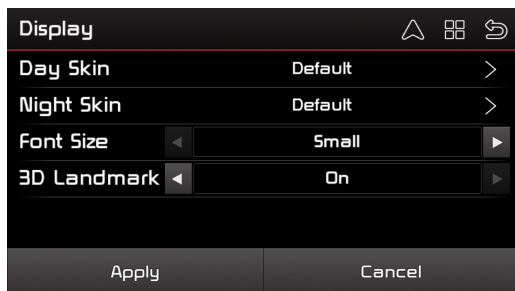 Display
Day Skin Default
Night Skin Default
Font Size Small
3D Landmark On
Apply Cancel